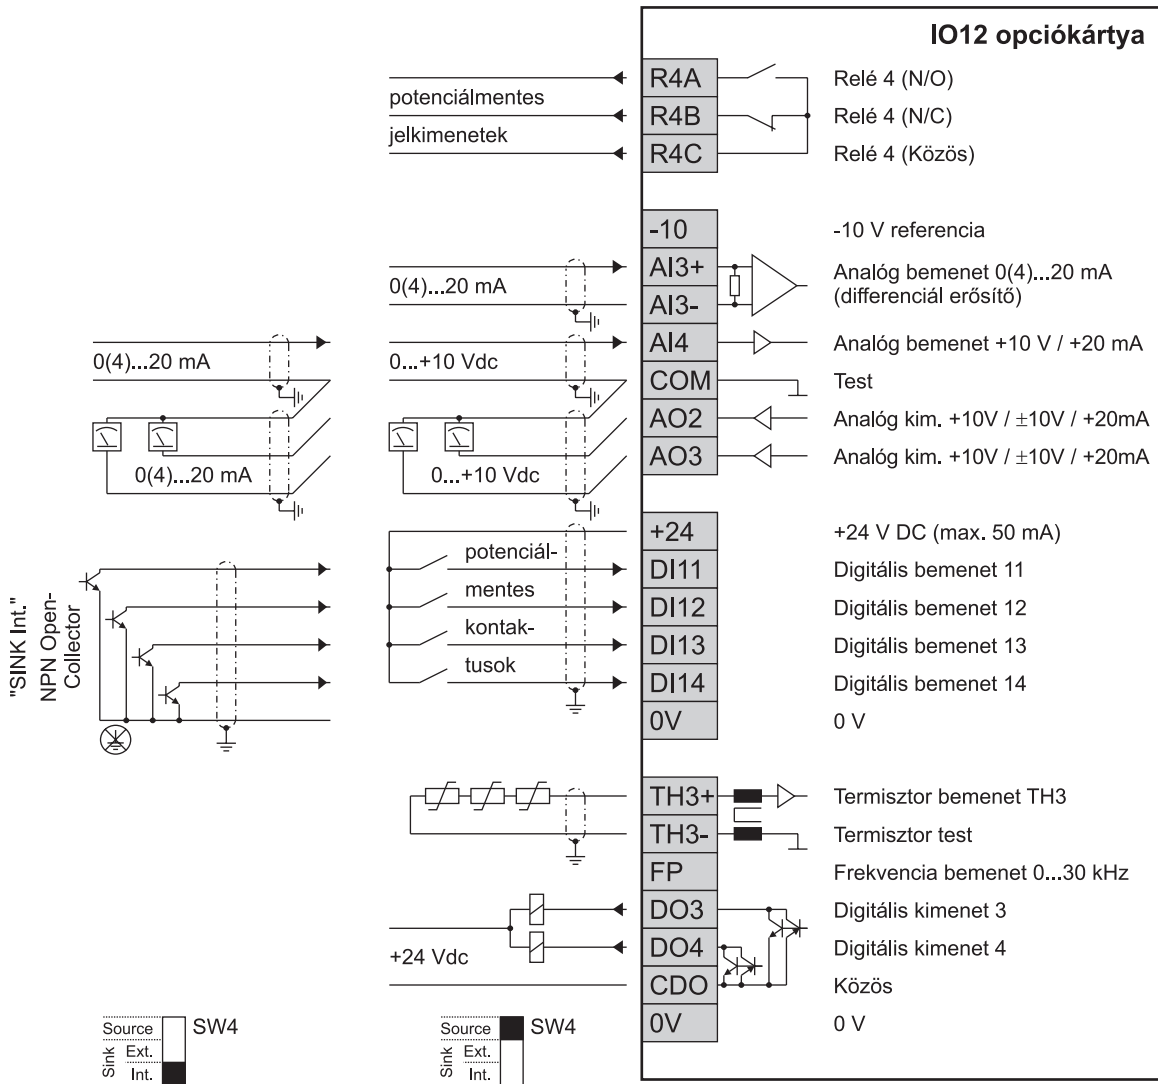 IO12 opciókártya
potenciálmentes
jelkimenetek
R4A Relé 4 (N/O)
R4B Relé 4 (N/C)
R4C Relé 4 (Közös)
-10 -10 V referencia
0(4)...20 mA
AI3+ Analóg bemenet 0(4)...20 mA
AI3- (differenciál erősítő)
0(4)...20 mA 0...+10 Vdc
AI4 Analóg bemenet +10 V / +20 mA
COM Test
AO2 Analóg kim. +10V / ±10V / +20mA
AO3 Analóg kim. +10V / ±10V / +20mA
0(4)...20 mA 0...+10 Vdc
+24 +24 V DC (max. 50 mA)
"SINK Int."
NPN Open-
Collector
potenciál-
mentes
kontak-
tusok
DI11 Digitális bemenet 11
DI12 Digitális bemenet 12
DI13 Digitális bemenet 13
DI14 Digitális bemenet 14
0V 0 V
TH3+ Termisztor bemenet TH3
TH3- Termisztor test
FP Frekvencia bemenet 0...30 kHz
DO3 Digitális kimenet 3
DO4 Digitális kimenet 4
+24 Vdc
CDO Közös
0V 0 V
Source SW4
Sink Ext.
Int.
Source SW4
Sink Ext.
Int.